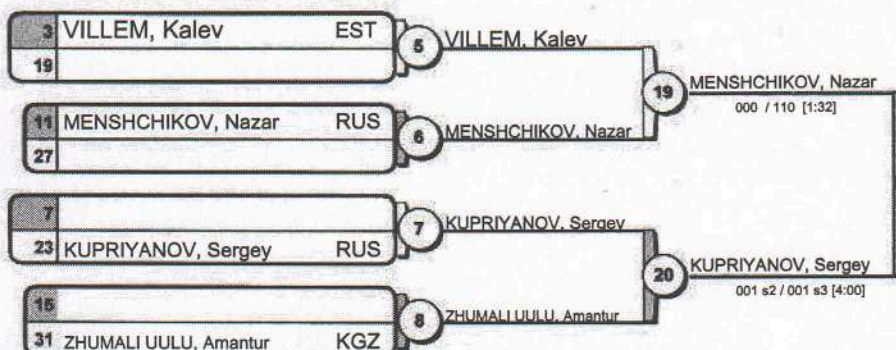 3 VILLEM, Kalev EST
19
5
VILLEM, Kalev
19
MENSHCHIKOV, Nazar
000 / 110 [1:32]
11 MENSHCHIKOV, Nazar RUS
27
6
MENSHCHIKOV, Nazar
7
23 KUPRIYANOV, Sergey RUS
7
KUPRIYANOV, Sergey
20
KUPRIYANOV, Sergey
001 s2 / 001 s3 [4:00]
15
31 ZHUMALI UULU, Amantur KGZ
8
ZHUMALI UULU, Amantur